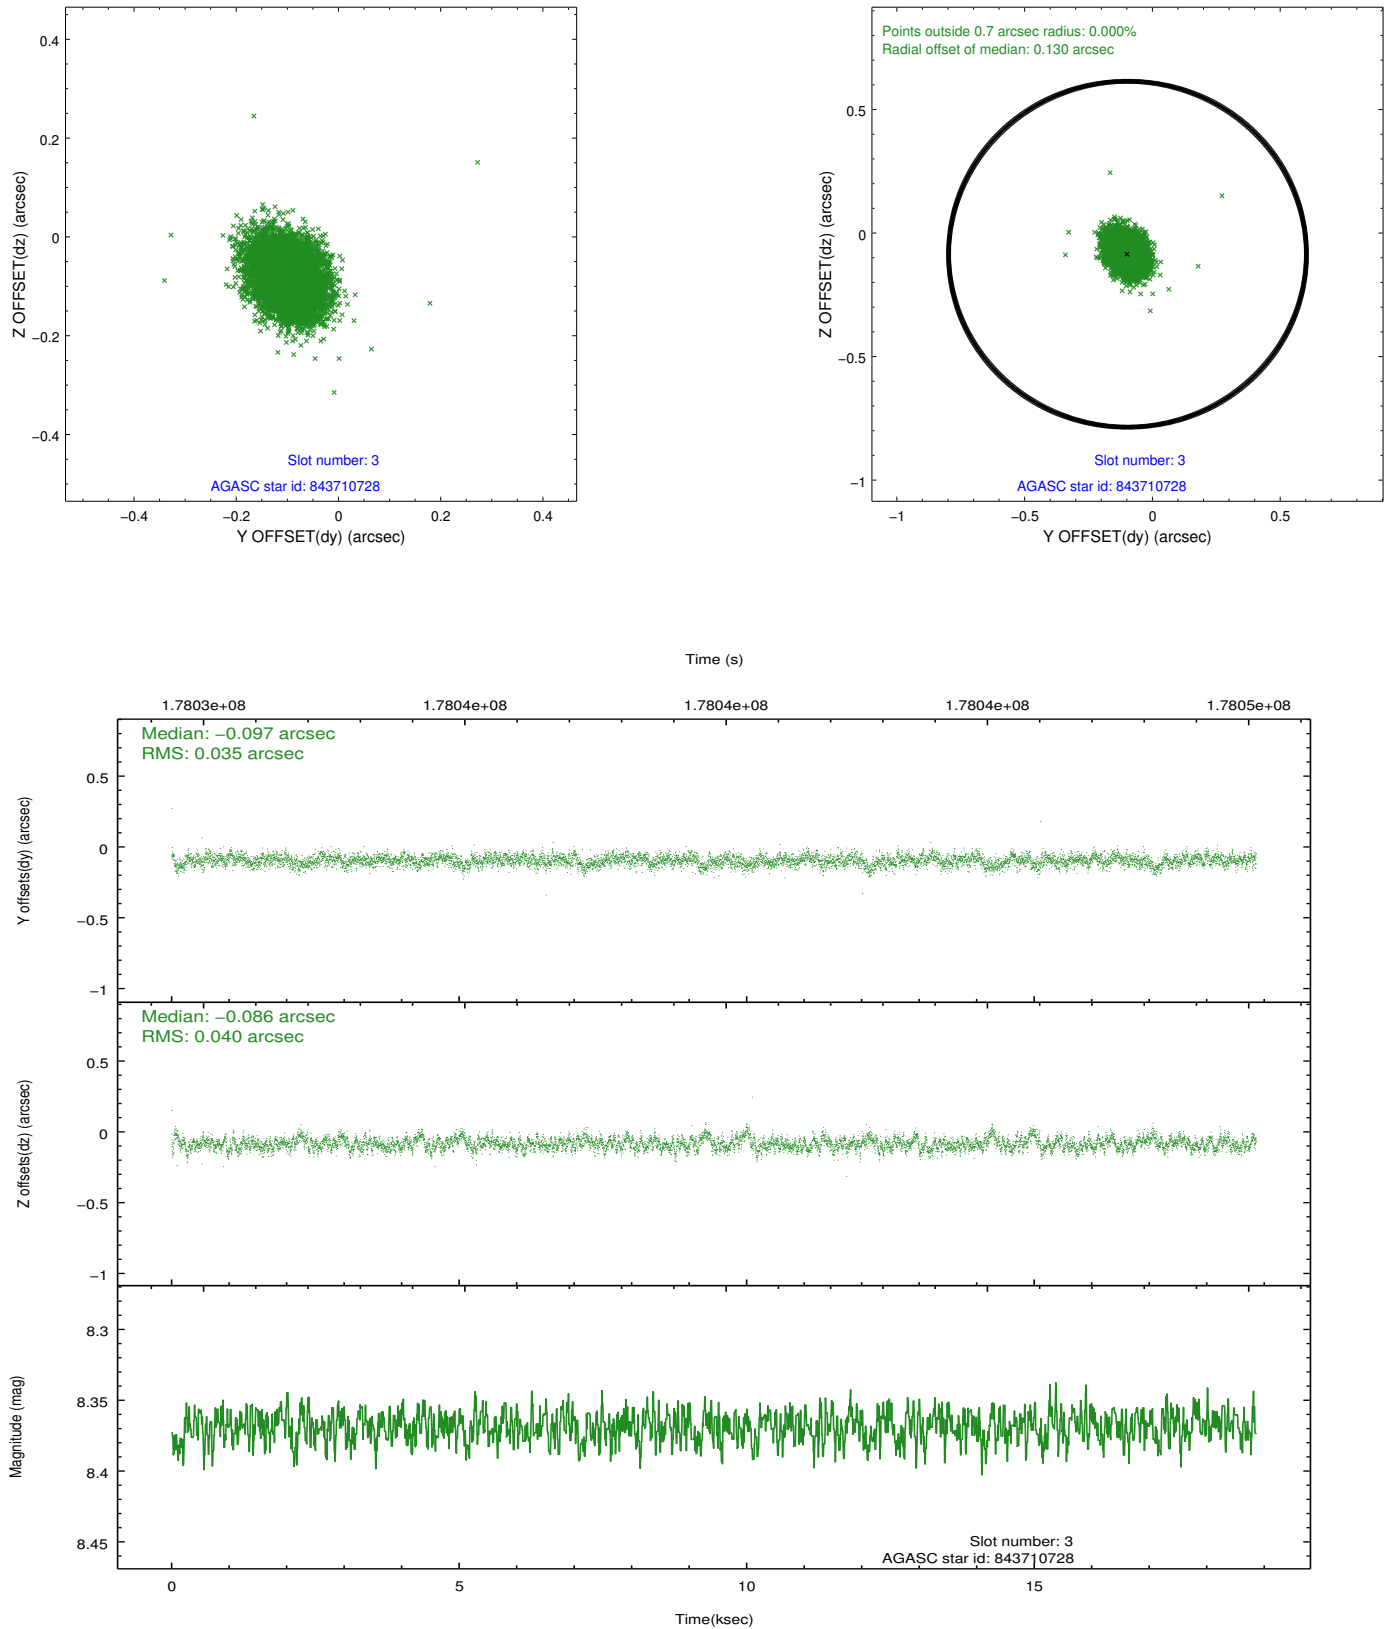 0.4
0.2
0
−0.2
−0.4
Z OFFSET(dz) (arcsec)
Slot number: 3
AGASC star id: 843710728
−0.4
−0.2
0
0.2
0.4
Y OFFSET(dy) (arcsec)
Points outside 0.7 arcsec radius: 0.000%
Radial offset of median: 0.130 arcsec
0.5
0
−0.5
−1
Z OFFSET(dz) (arcsec)
Slot number: 3
AGASC star id: 843710728
−1
−0.5
0
0.5
Y OFFSET(dy) (arcsec)
Time (s)
1.7803e+08
1.7804e+08
1.7804e+08
1.7804e+08
1.7805e+08
Median: −0.097 arcsec
RMS: 0.035 arcsec
0.5
0
−0.5
−1
Y offsets(dy) (arcsec)
Median: −0.086 arcsec
RMS: 0.040 arcsec
0.5
0
−0.5
−1
Z offsets(dz) (arcsec)
8.3
8.35
8.4
8.45
Magnitude (mag)
Slot number: 3
AGASC star id: 843710728
0
5
10
15
Time(ksec)